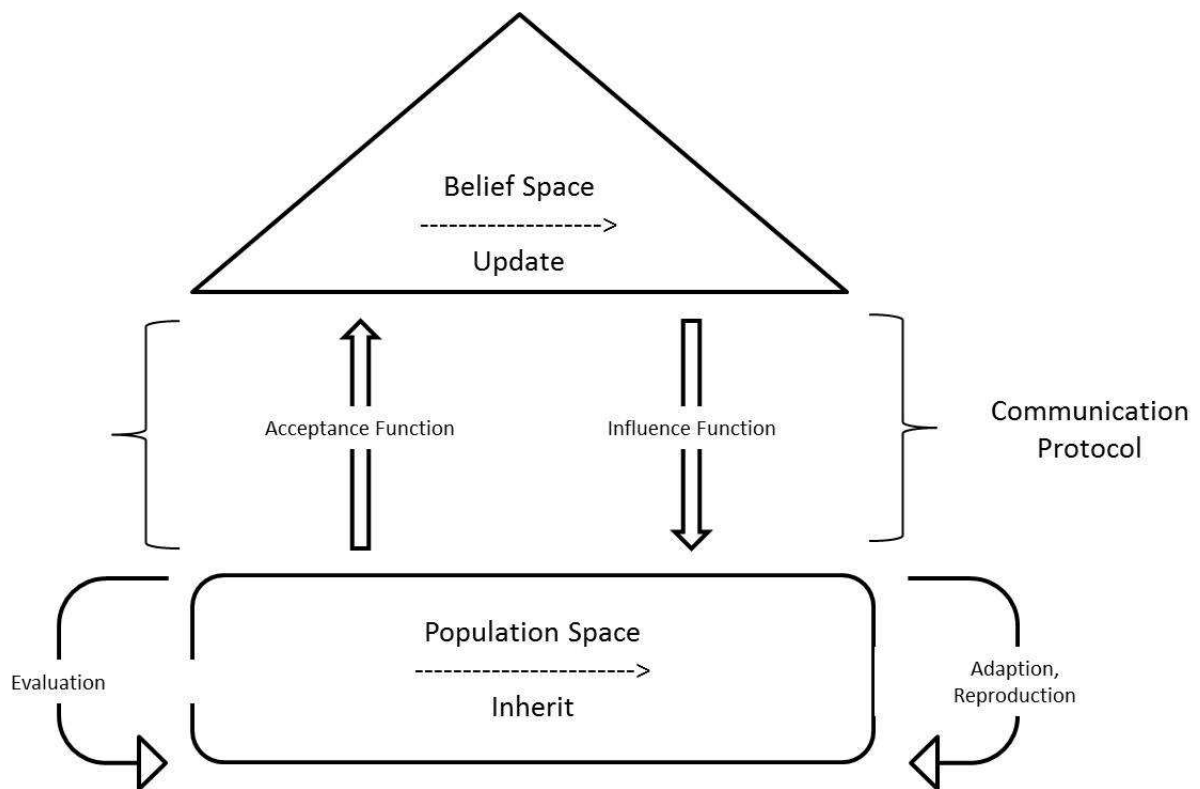 Belief Space
-------------------->
Update
Acceptance Function
Influence Function
Communication
Protocol
Population Space
----------------------->
Inherit
Evaluation
Adaption,
Reproduction